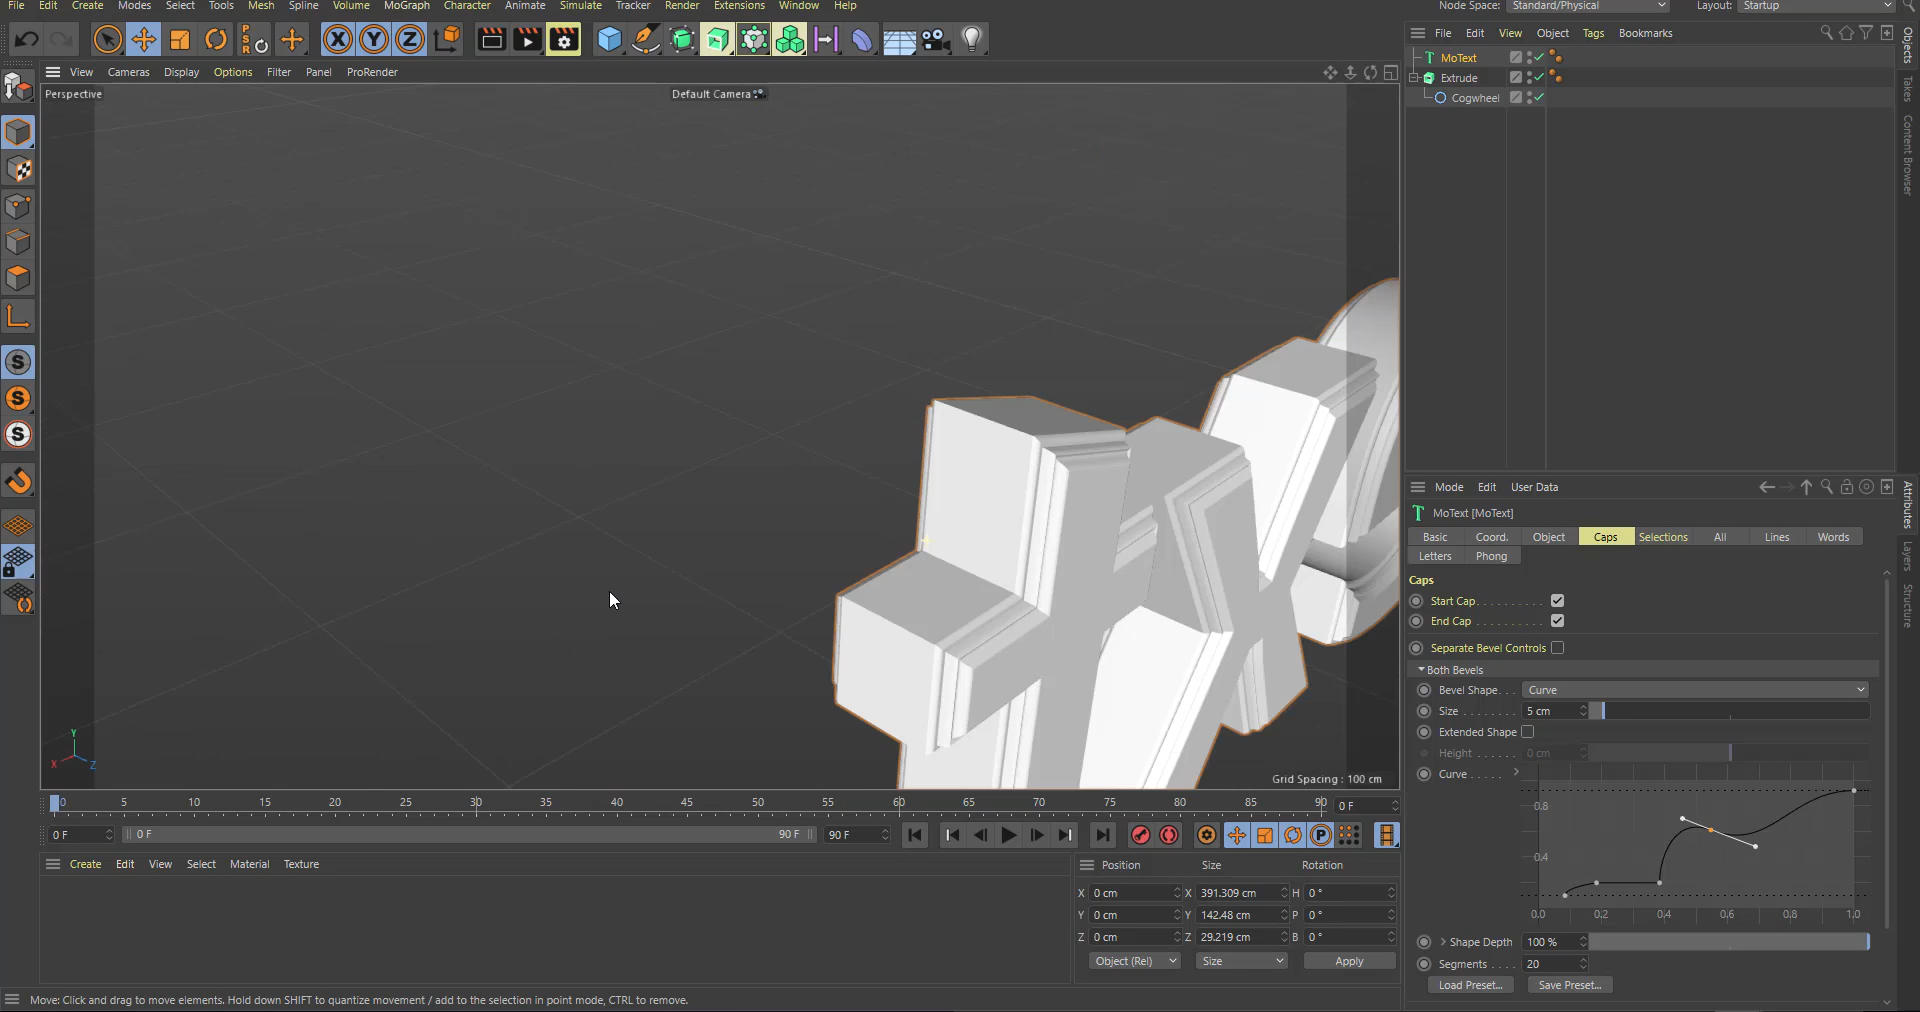 File Edit Create Modes Select Tools Mesh Spline Volume MoGraph Character Animate Simulate Tracker Render Extensions Window Help
Node Space: Standard/Physical Layout: Startup
PSR X Y Z
File Edit View Object Tags Bookmarks
View Cameras Display Options Filter Panel ProRender
Perspective
Default Camera
MoText
Extrude
Cogwheel
Objects
Takes
Content Browser
S
S
S
Y
X
Z
Grid Spacing : 100 cm
Mode Edit User Data
MoText [MoText]
Basic Coord. Object Caps Selections All Lines Words
Letters Phong
Caps
Start Cap
End Cap
Separate Bevel Controls
Both Bevels
Bevel Shape Curve
Size 5 cm
Extended Shape
Height 0 cm
Curve
0.8
0.4
0.0 0.2 0.4 0.6 0.8 1.0
Shape Depth 100 %
Segments 20
Load Preset... Save Preset...
Attributes
Layers
Structure
0 5 10 15 20 25 30 35 40 45 50 55 60 65 70 75 80 85 90 0 F
0 F 0 F 90 F 90 F
P
Create Edit View Select Material Texture
Position Size Rotation
X 0 cm X 391.309 cm H 0 °
Y 0 cm Y 142.48 cm P 0 °
Z 0 cm Z 29.219 cm B 0 °
Object (Rel) Size Apply
Move: Click and drag to move elements. Hold down SHIFT to quantize movement / add to the selection in point mode, CTRL to remove.